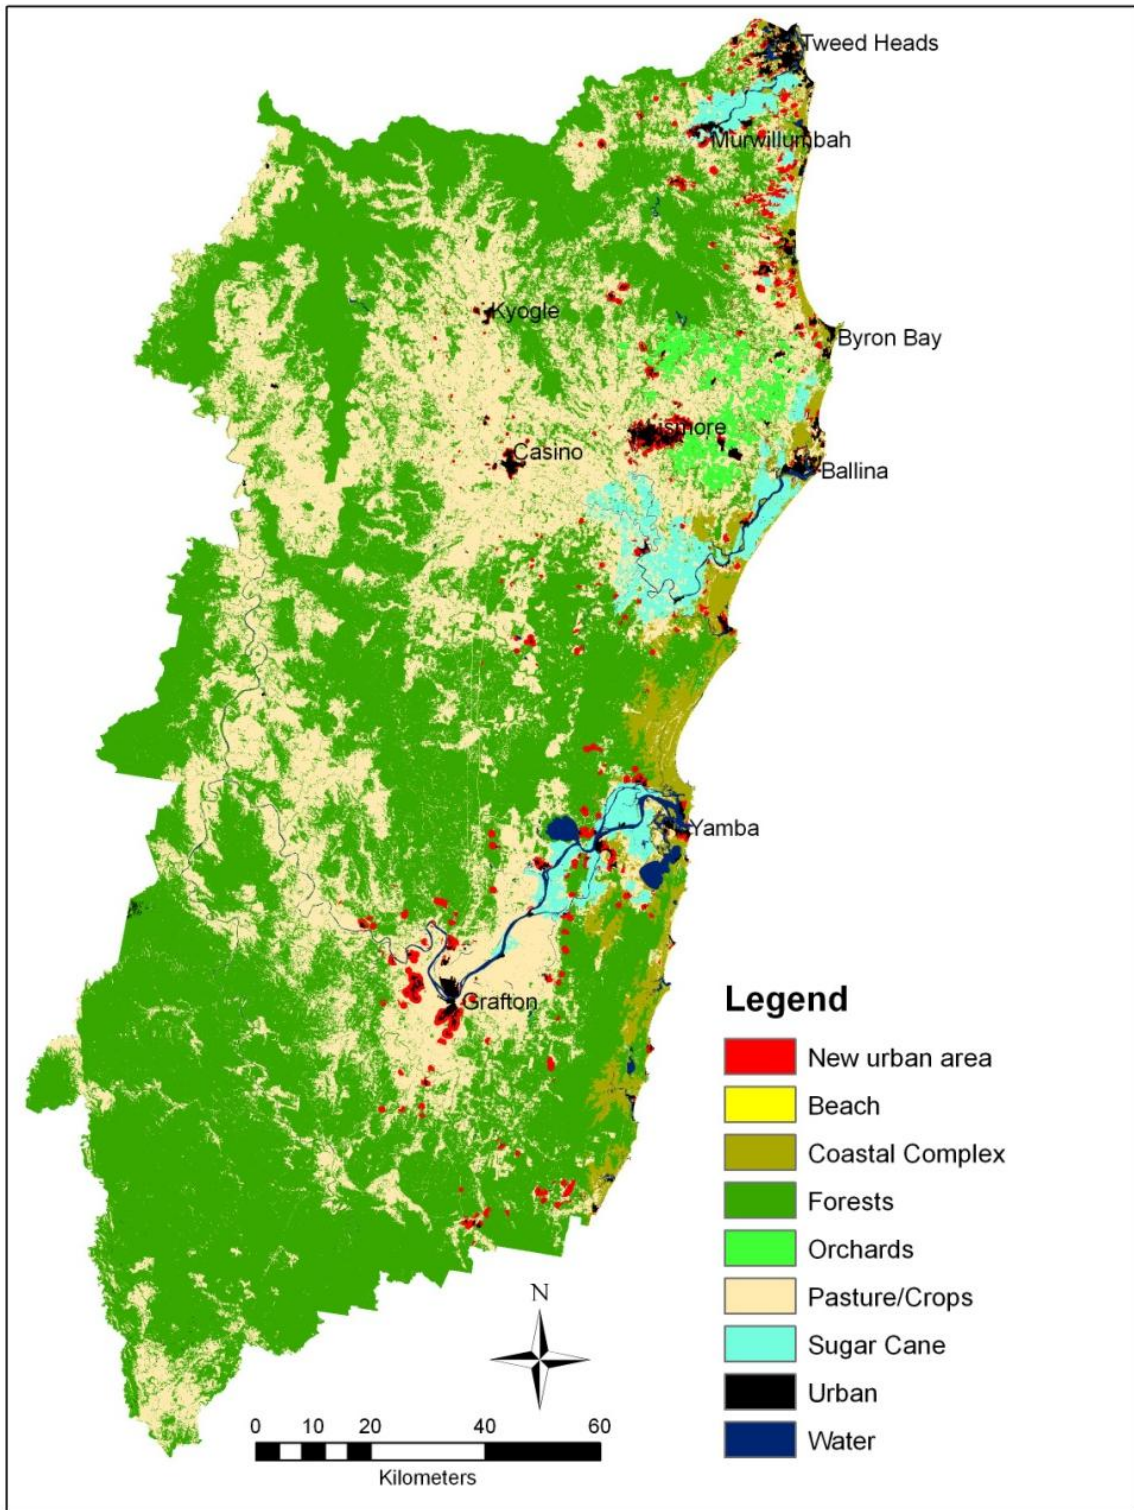 Tweed Heads
Murwillumbah
Kyogle
Byron Bay
Lismore
Casino
Ballina
Yamba
Grafton
Legend
New urban area
Beach
Coastal Complex
Forests
Orchards
Pasture/Crops
Sugar Cane
Urban
Water
N
0 10 20 40 60
Kilometers